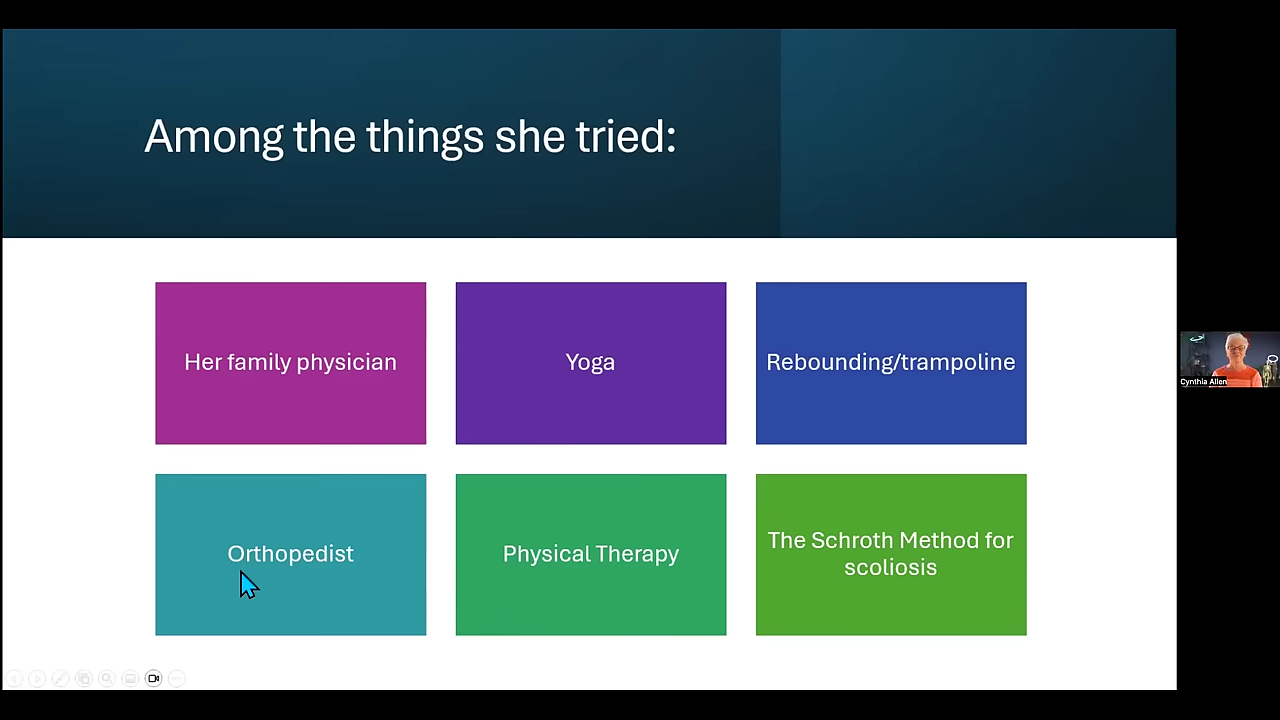 Among the things she tried:
Her family physician
Yoga
Rebounding/trampoline
Orthopedist
Physical Therapy
The Schroth Method for
scoliosis
Cynthia Allen